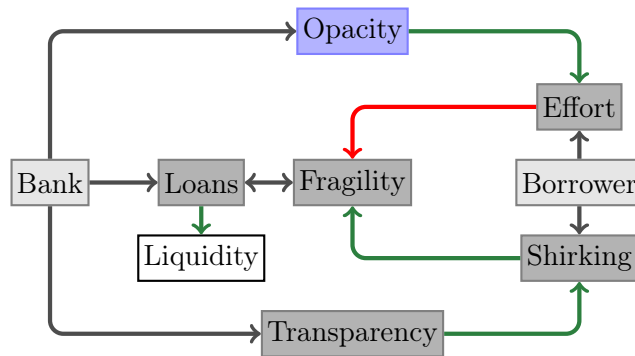 Opacity
Effort
Bank
Loans
Fragility
Borrower
Liquidity
Shirking
Transparency